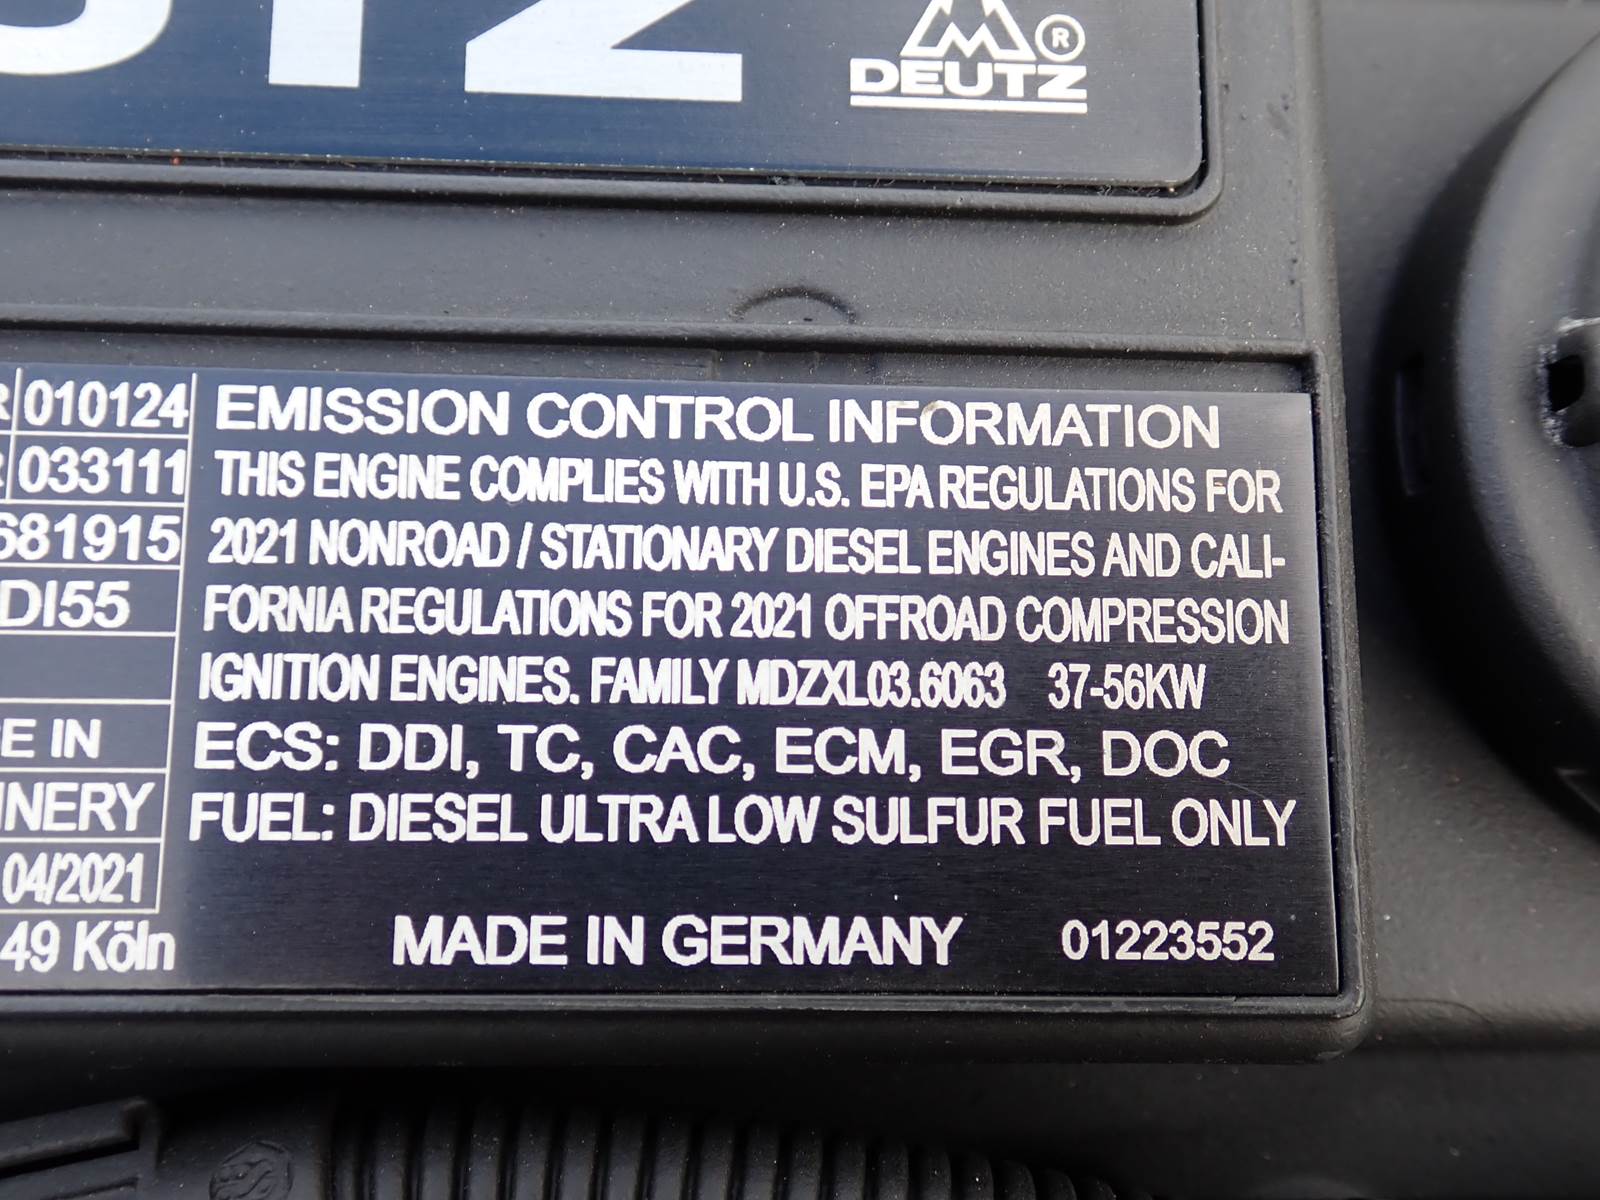 UTZ
®
DEUTZ
R 010124
R 033111
681915
DI55
E IN
INERY
04/2021
49 Köln
EMISSION CONTROL INFORMATION
THIS ENGINE COMPLIES WITH U.S. EPA REGULATIONS FOR
2021 NONROAD / STATIONARY DIESEL ENGINES AND CALI-
FORNIA REGULATIONS FOR 2021 OFFROAD COMPRESSION
IGNITION ENGINES. FAMILY MDZXL03.6063 37-56KW
ECS: DDI, TC, CAC, ECM, EGR, DOC
FUEL: DIESEL ULTRA LOW SULFUR FUEL ONLY
MADE IN GERMANY 01223552